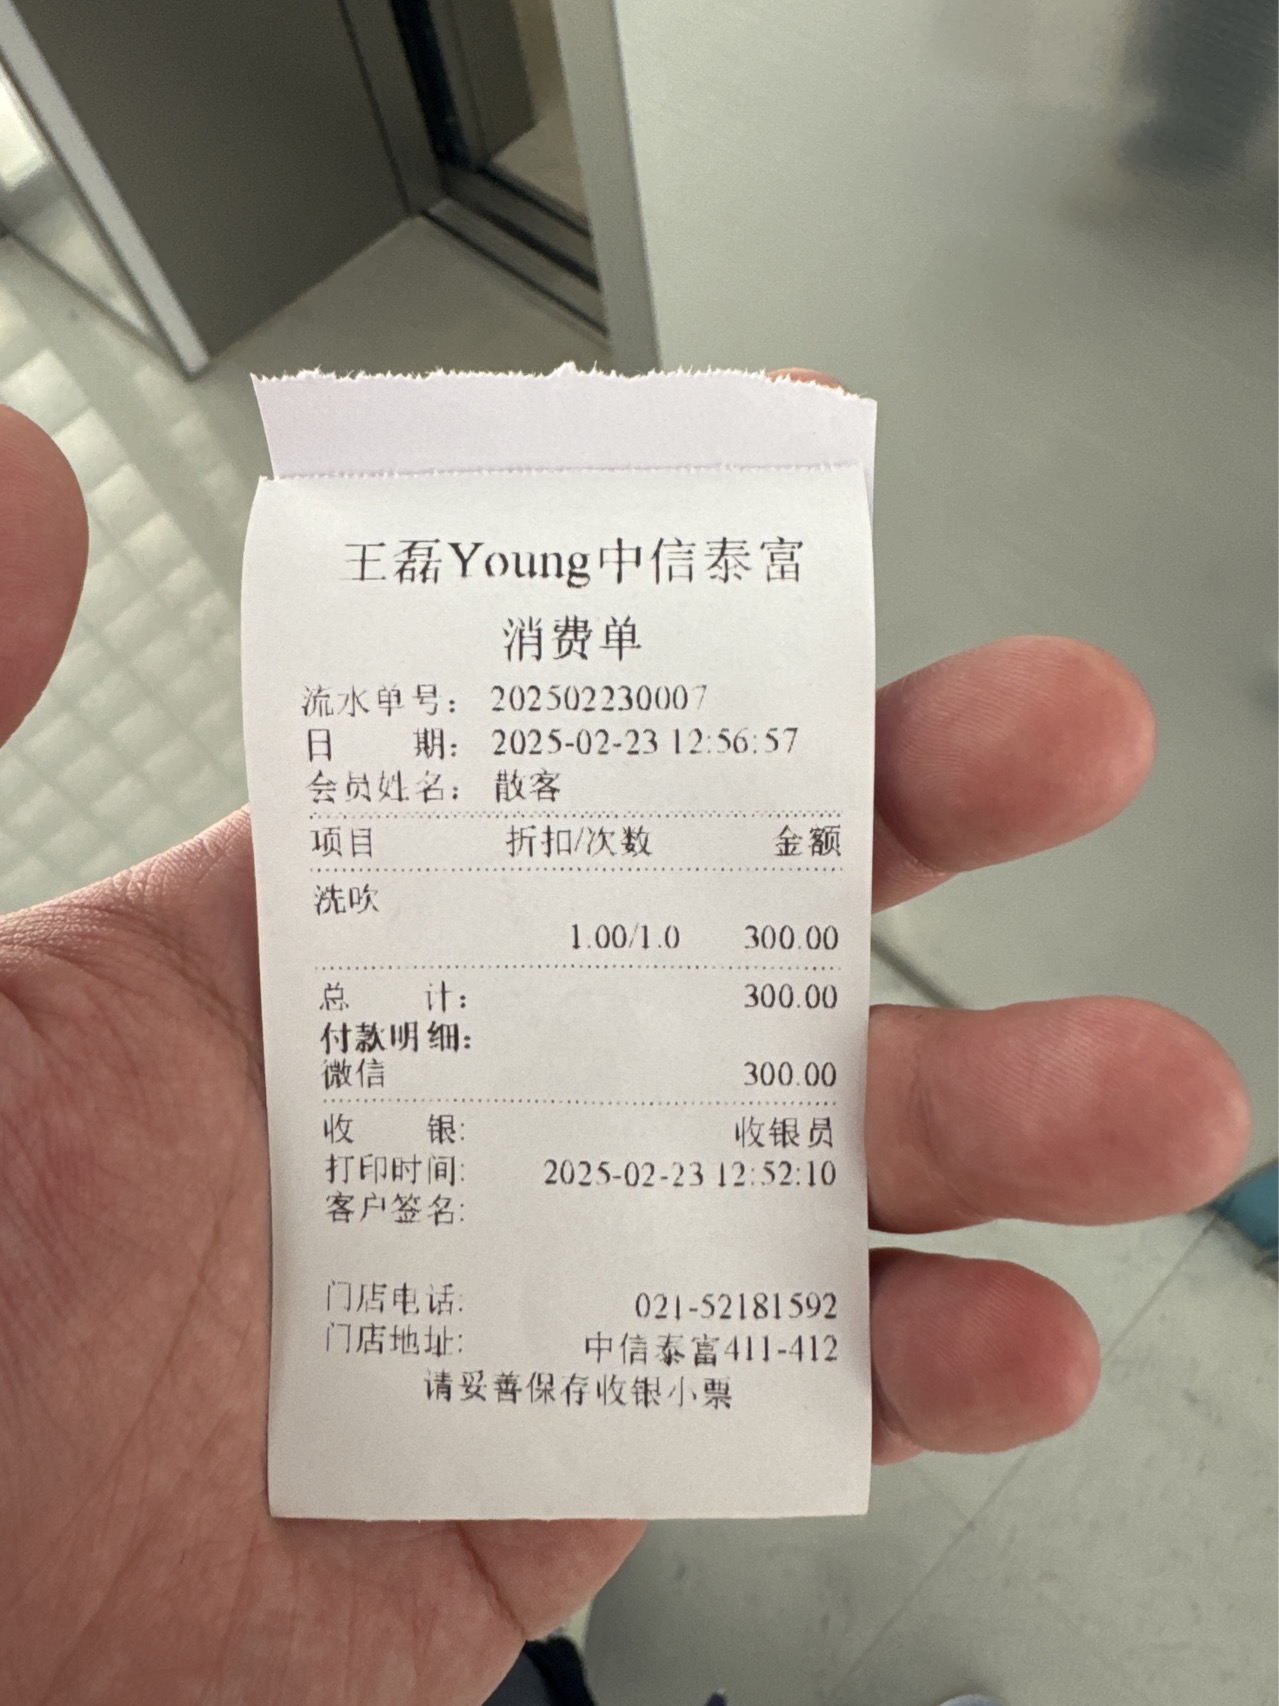 王磊Young中信泰富
消费单
流水单号： 202502230007
日 期： 2025-02-23 12:56:57
会员姓名： 散客
项目 折扣/次数 金额
洗吹
1.00/1.0 300.00
总 计： 300.00
付款明细：
微信 300.00
收 银: 收银员
打印时间: 2025-02-23 12:52:10
客户签名:
门店电话: 021-52181592
门店地址: 中信泰富411-412
请妥善保存收银小票